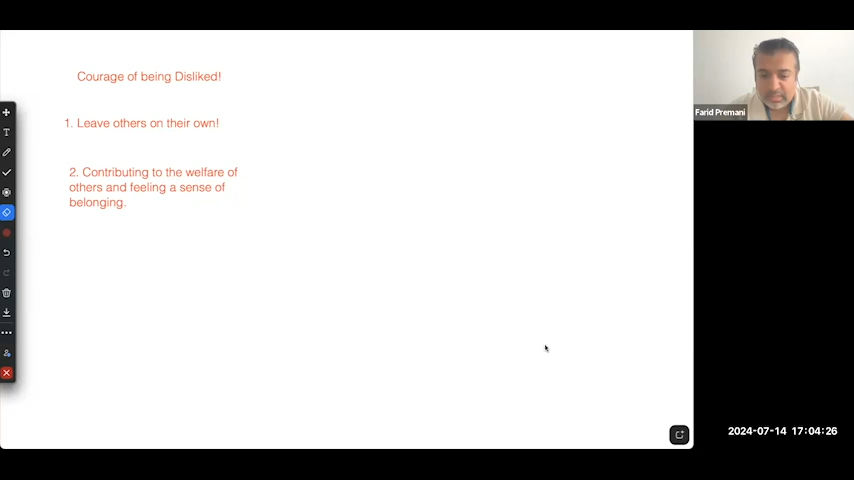 Courage of being Disliked!
1. Leave others on their own!
2. Contributing to the welfare of
others and feeling a sense of
belonging.
Farid Premani
2024-07-14 17:04:26